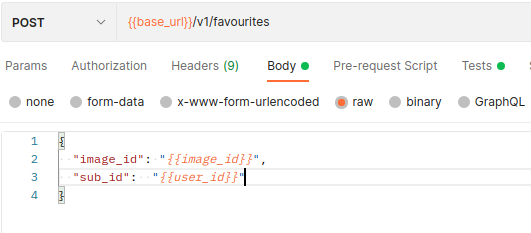 POST {{base_url}}/v1/favourites
Params Authorization Headers (9) Body Pre-request Script Tests
none form-data x-www-form-urlencoded raw binary GraphQL
1 {
2 "image_id": "{{image_id}}",
3 "sub_id": "{{user_id}}"
4 }